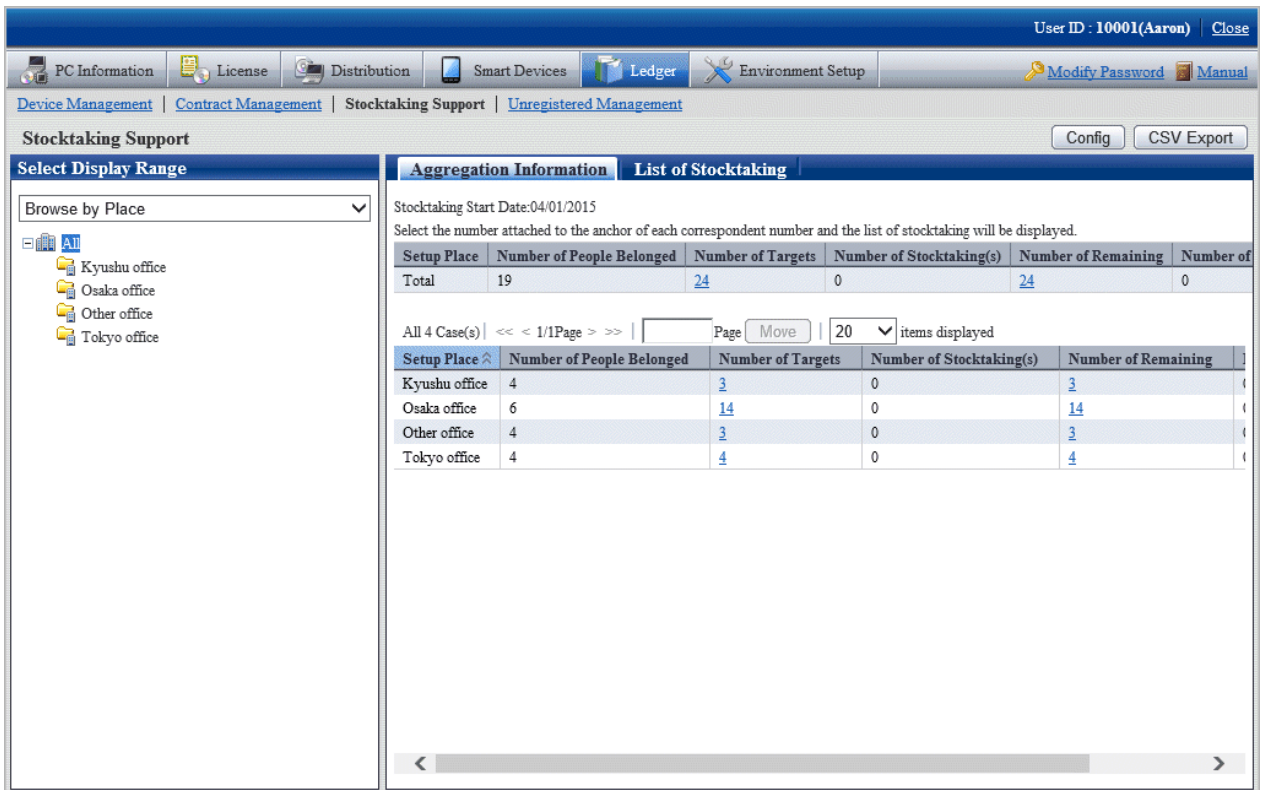 User ID : 10001(Aaron) Close
PC Information License Distribution Smart Devices Ledger Environment Setup Modify Password Manual
Device Management | Contract Management | Stocktaking Support | Unregistered Management
Stocktaking Support Config CSV Export
Select Display Range
Browse by Place
All
Kyushu office
Osaka office
Other office
Tokyo office
Aggregation Information List of Stocktaking
Stocktaking Start Date:04/01/2015
Select the number attached to the anchor of each correspondent number and the list of stocktaking will be displayed.
Setup Place Number of People Belonged Number of Targets Number of Stocktaking(s) Number of Remaining Number of
Total 19 24 0 24 0
All 4 Case(s) | << < 1/1Page > >> | Page Move | 20 items displayed
Setup Place Number of People Belonged Number of Targets Number of Stocktaking(s) Number of Remaining
Kyushu office 4 3 0 3
Osaka office 6 14 0 14
Other office 4 3 0 3
Tokyo office 4 4 0 4